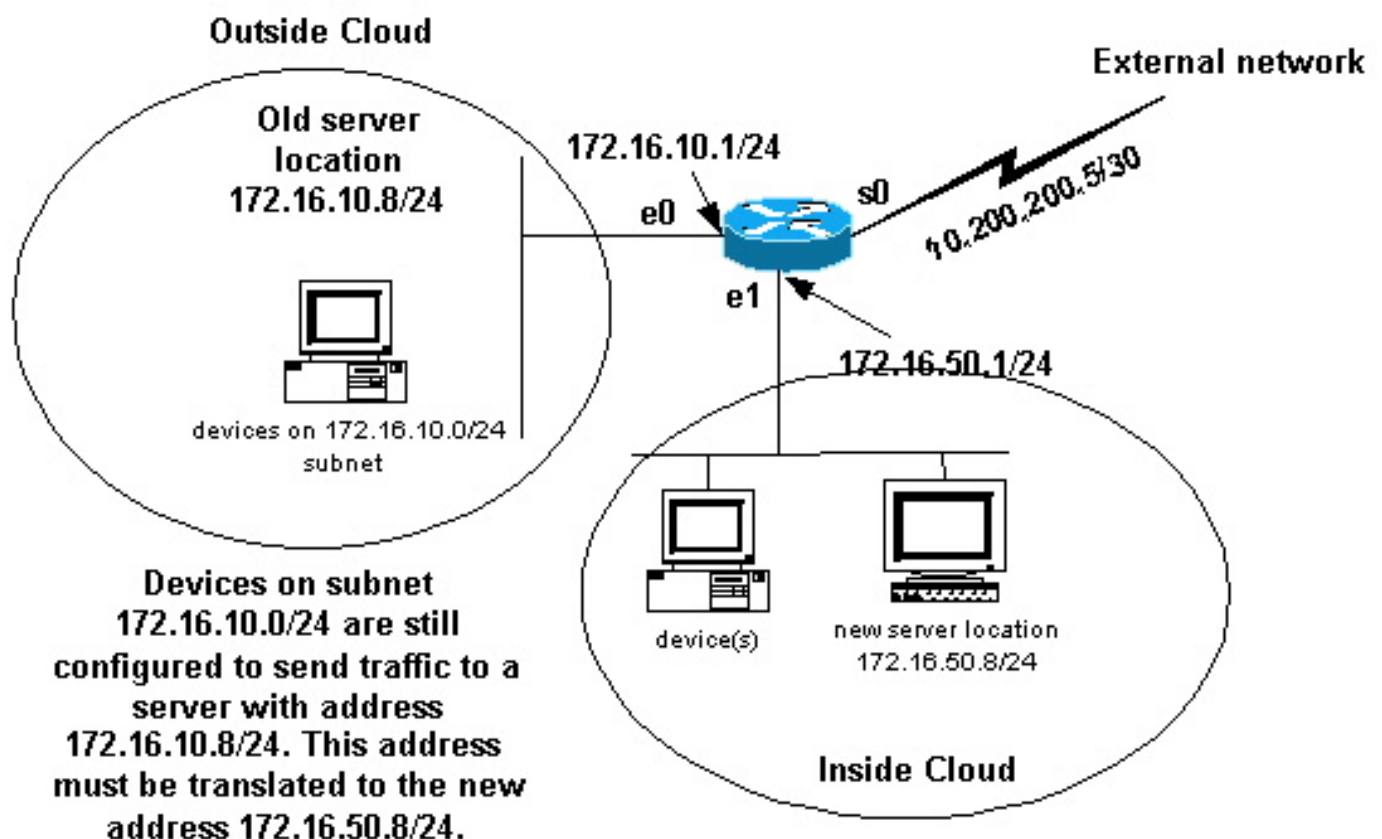 Outside Cloud
External network
Old server
location
172.16.10.8/24
172.16.10.1/24
e0
s0
10.200.200.5/30
e1
172.16.50.1/24
devices on 172.16.10.0/24
subnet
device(s)
new server location
172.16.50.8/24
Inside Cloud
Devices on subnet
172.16.10.0/24 are still
configured to send traffic to a
server with address
172.16.10.8/24. This address
must be translated to the new
address 172.16.50.8/24.